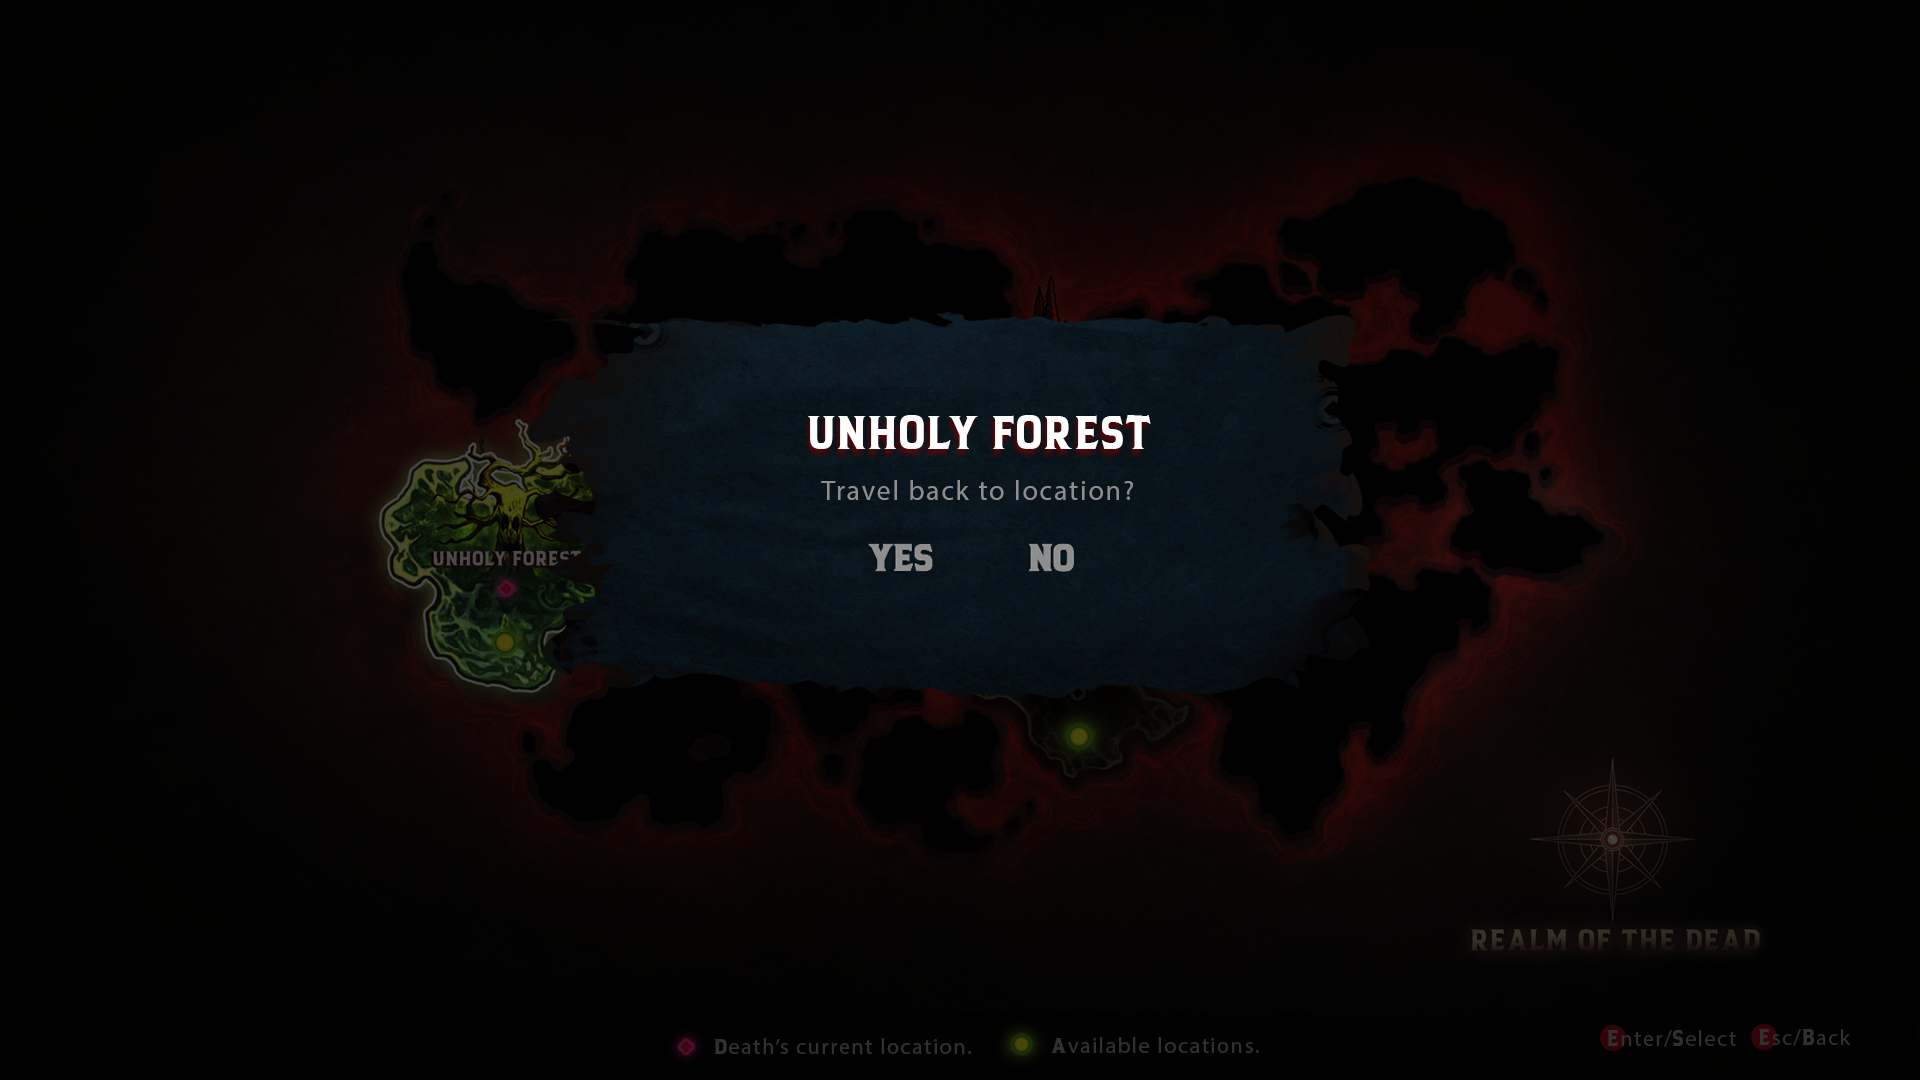 UNHOLY FOREST
Travel back to location?
YES NO
UNHOLY FOREST
REALM OF THE DEAD
Death's current location. Available locations.
Enter/Select Esc/Back